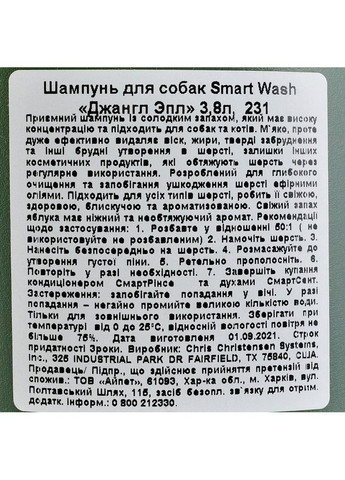 Шампунь для собак Smart Wash
«Джангл Эпл» 3,8л, 231
Приємний шампунь із солодким запахом, який має високу
концентрацію та підходить для собак та котів. М'яко, проте
дуже ефективно видаляє віск, жири, тверді забруднення
та інші брудні утворення в шерсть, залишки інших
косметичних продуктів, які обтяжують шерсть через
регулярне використання. Розроблений для глибокого
очищення та запобігання ушкодження шерсті ефірними
оліями. Підходить для усіх типів шерсті, робить її свіжою,
здоровою, блискучою та ароматизованою. Свіжий запах
яблука має ніжний та необтяжуючий аромат. Рекомендації
щодо застосування: 1. Розбавте у відношенні 50:1 ( не
використовуйте не розбавленим) 2. Намочіть шерсть. 3.
Нанесіть безпосередньо на шерсть. 4. Розмасажуйте до
утворення густої піни. 5. Ретельно прополосніть. 6.
Повторіть у разі необхідності. 7. Завершіть купання
кондиціонером СмартРінсе та духами СмартСент.
Застереження: запобігайте попадання у вічі. У разі
попадання – промийте великою кількістю води.
Тільки для зовнішнього використання. Зберігати при
температурі від 0 до 25°С, відносній вологості повітря не
більше 75%. Дата виготовлення 01.09.2021. Строк
придатності 3роки. Виробник: Chris Christensen Systems,
Inc., 325 INDUSTRIAL PARK DR FAIRFIELD, TX 75840, США.
Продавець/ Підпр., що здійснює прийняття претензій від
спожив.: ТОВ «Айпет», 61093, Хар-ка обл., м. Харків, вул.
Полтавський Шлях, 115, засіб безопл. зв`язку для отрим.
додатк. інформ.: 0 800 212330.